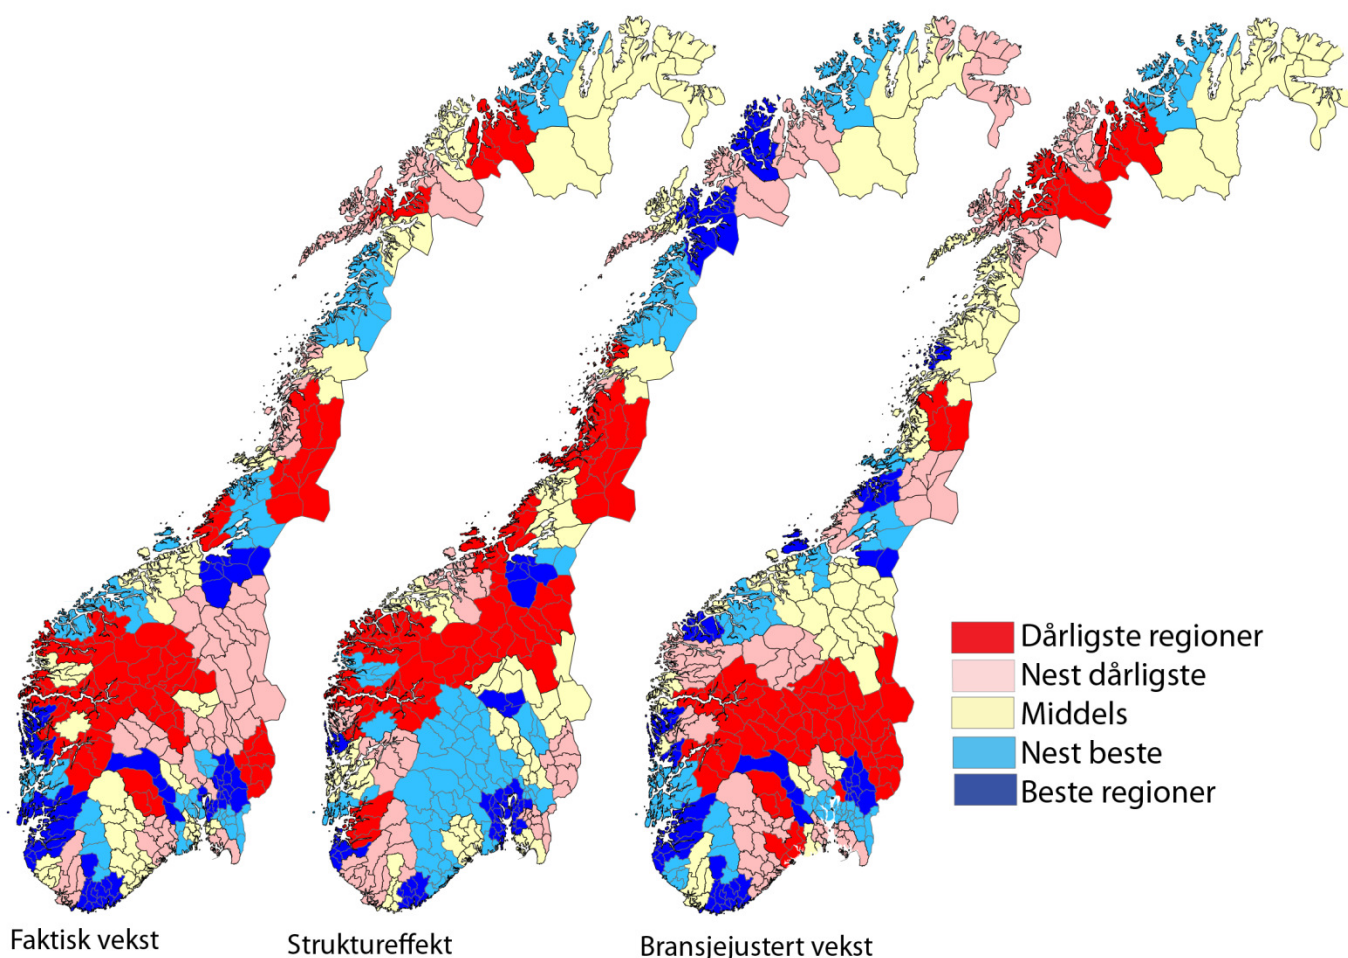 Dårligste regioner
Nest dårligste
Middels
Nest beste
Beste regioner
Faktisk vekst
Struktureffekt
Bransjejustert vekst